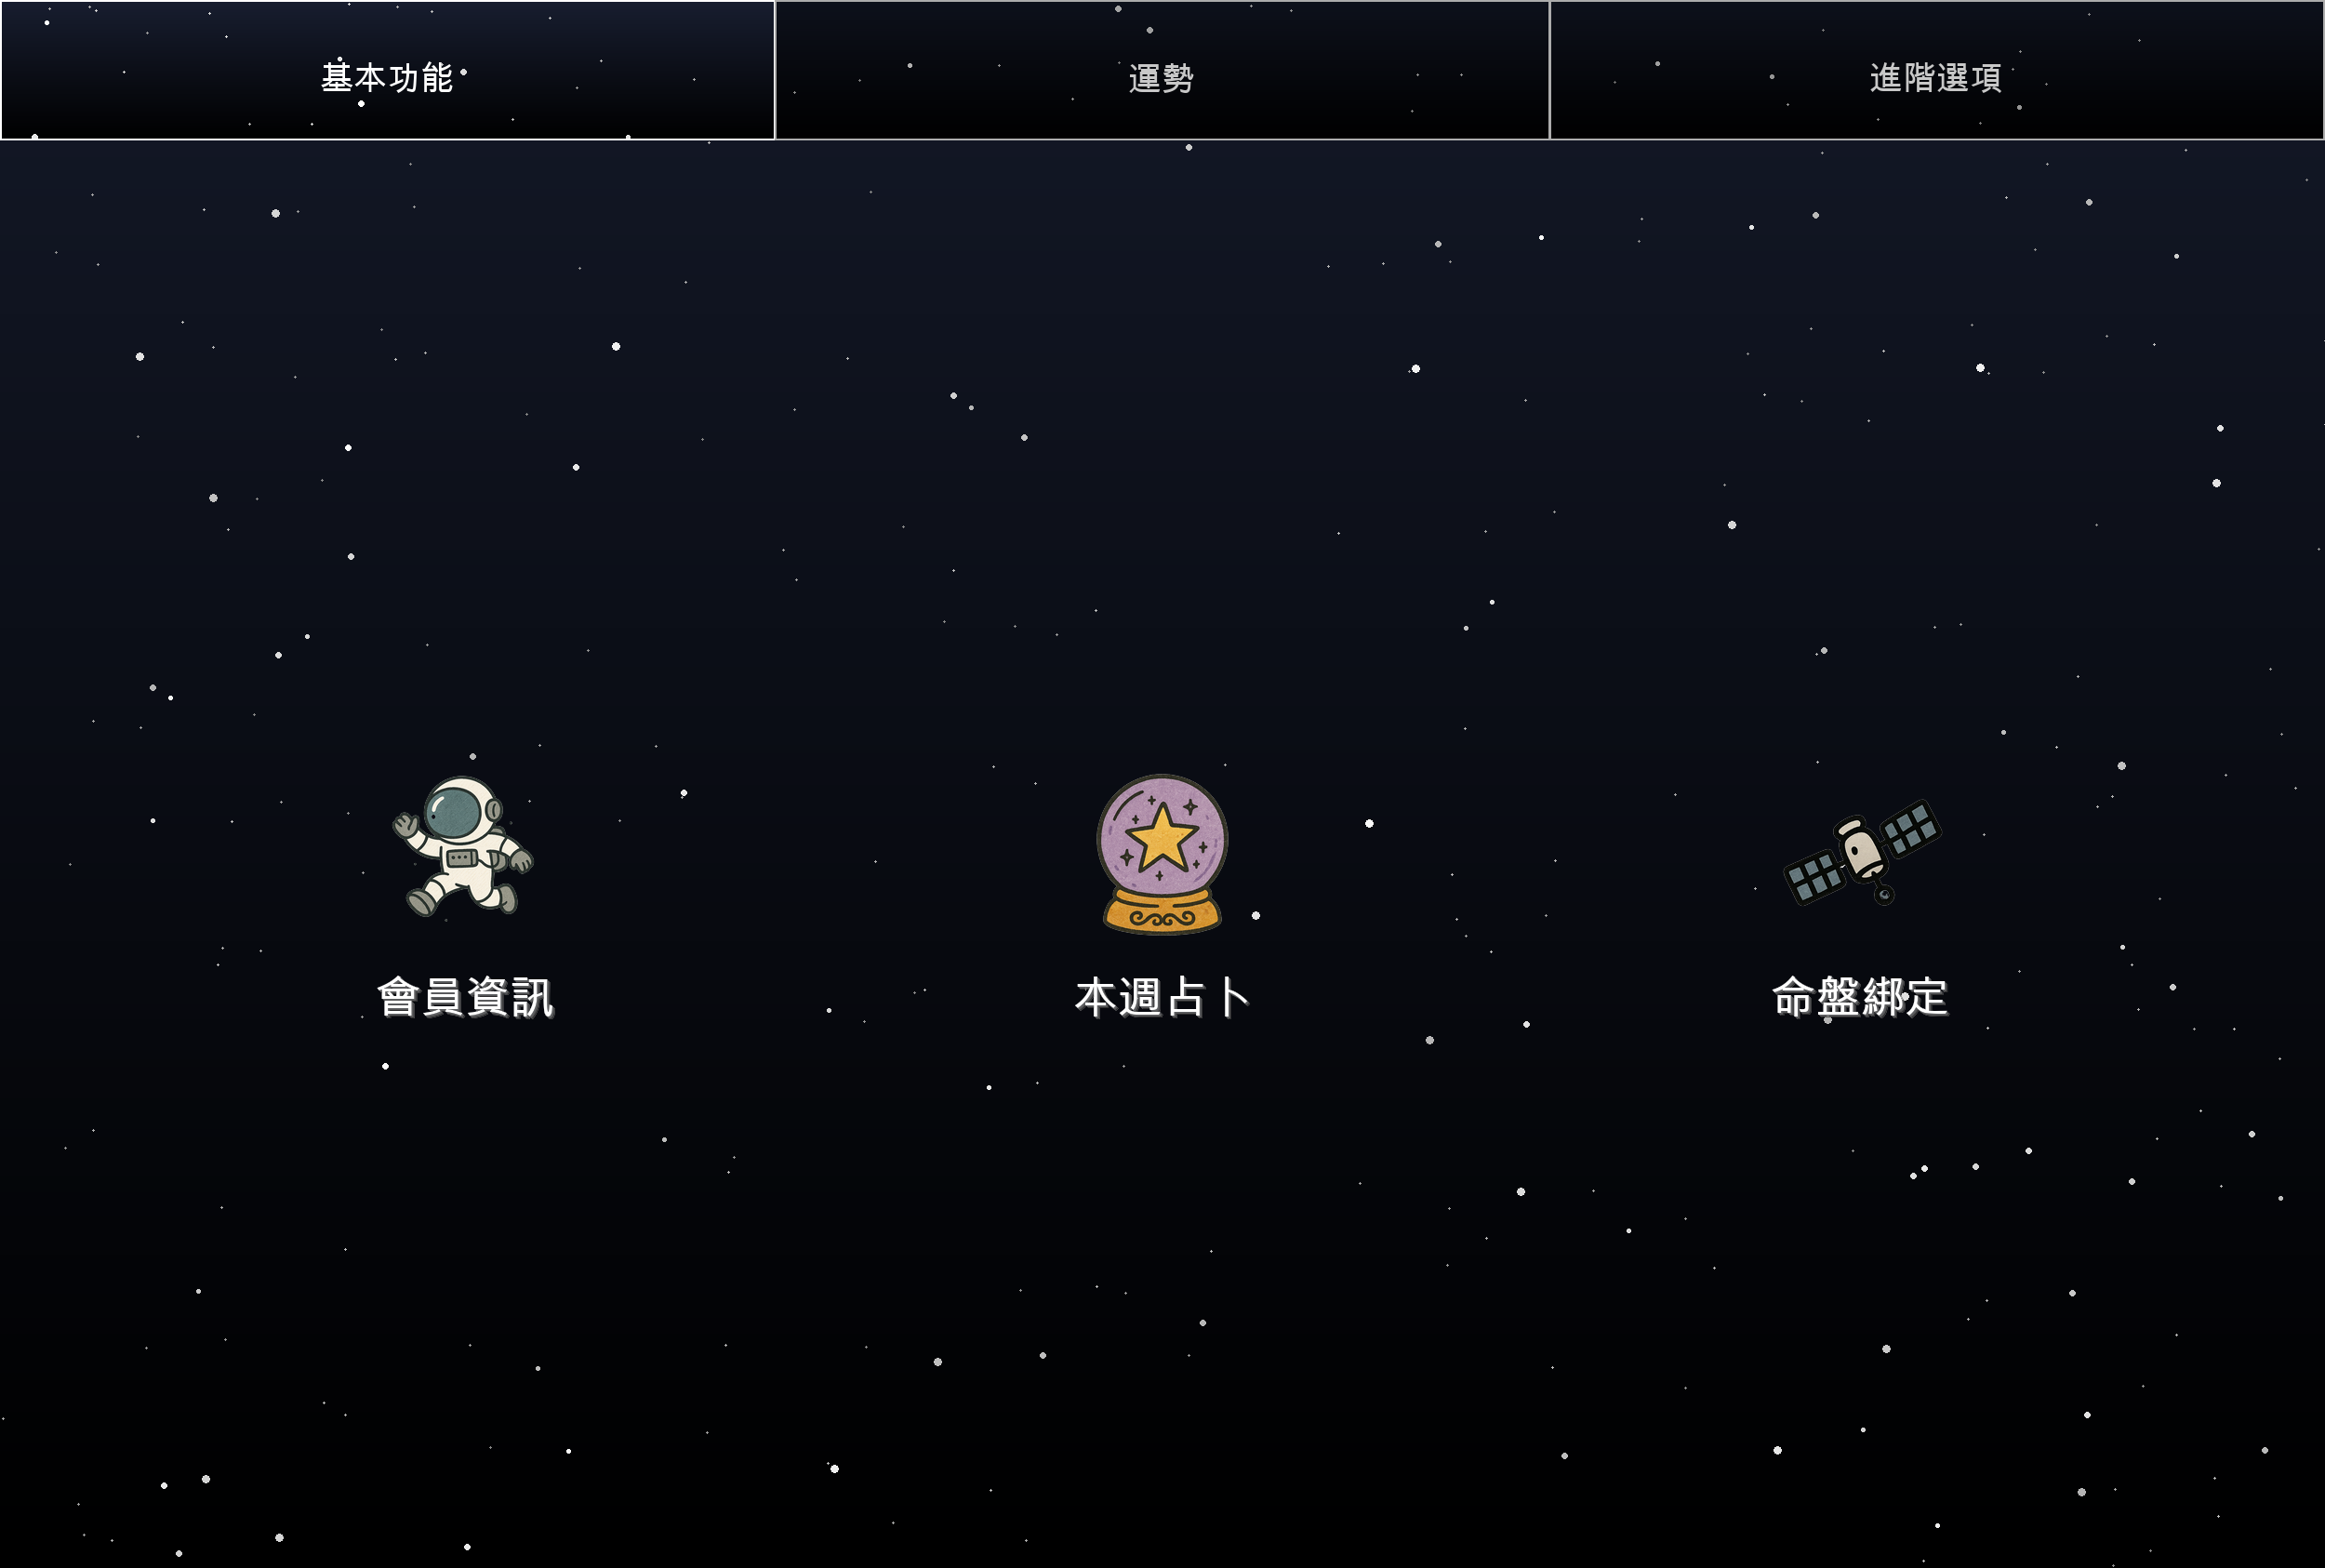 基本功能
運勢
進階選項
會員資訊
本週占卜
命盤綁定